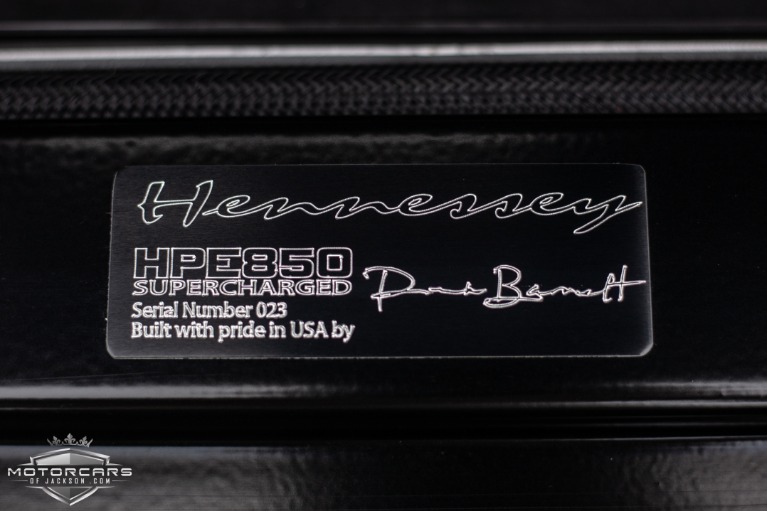 Hennessey
HPE850
SUPERCHARGED
Serial Number 023
Built with pride in USA by
MOTORCARS
OF JACKSON.COM